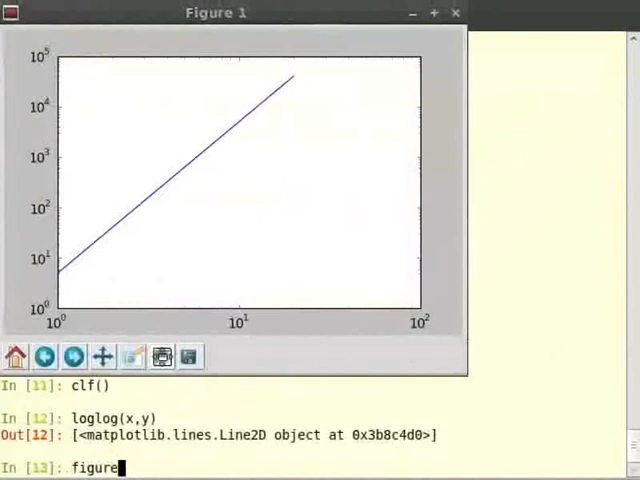 Figure 1
10^5
10^4
10^3
10^2
10^1
10^0
10^0 10^1 10^2
In [11]: clf()
In [12]: loglog(x,y)
Out[12]: [<matplotlib.lines.Line2D object at 0x3b8c4d0>]
In [13]: figure